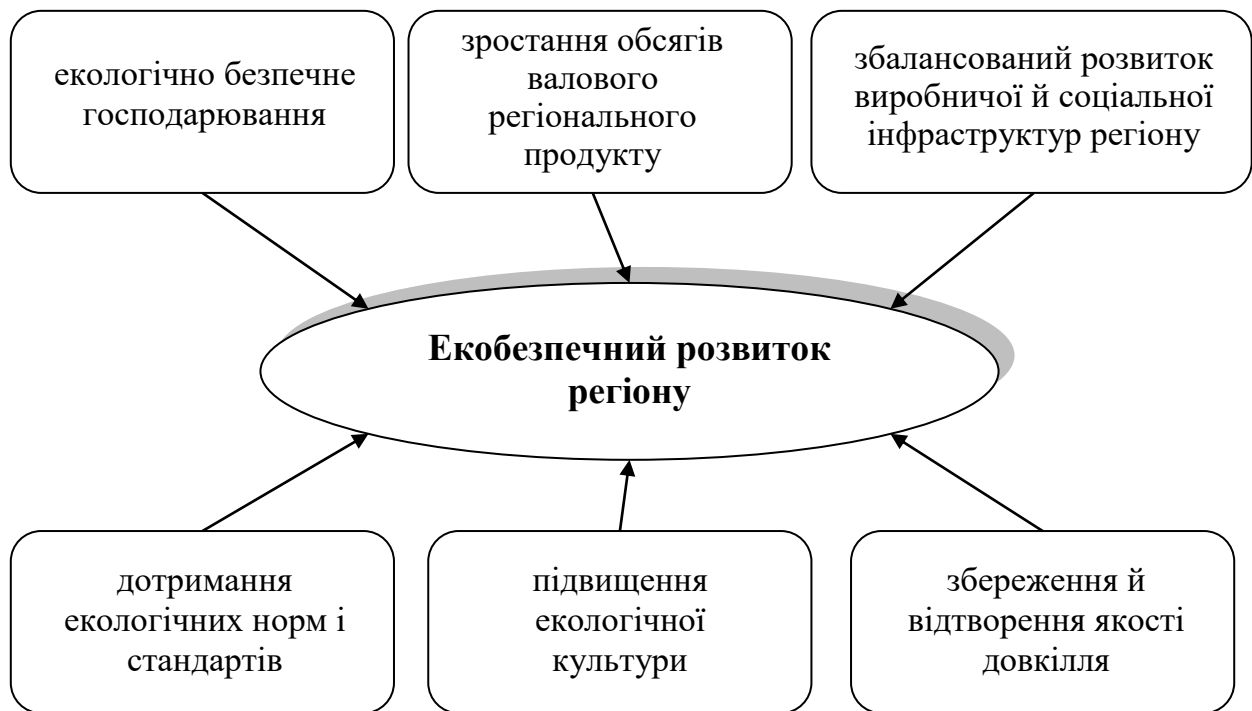 екологічно безпечне
господарювання
зростання обсягів
валового
регіонального
продукту
збалансований розвиток
виробничої й соціальної
інфраструктур регіону
Екобезпечний розвиток
регіону
дотримання
екологічних норм і
стандартів
підвищення
екологічної
культури
збереження й
відтворення якості
довкілля